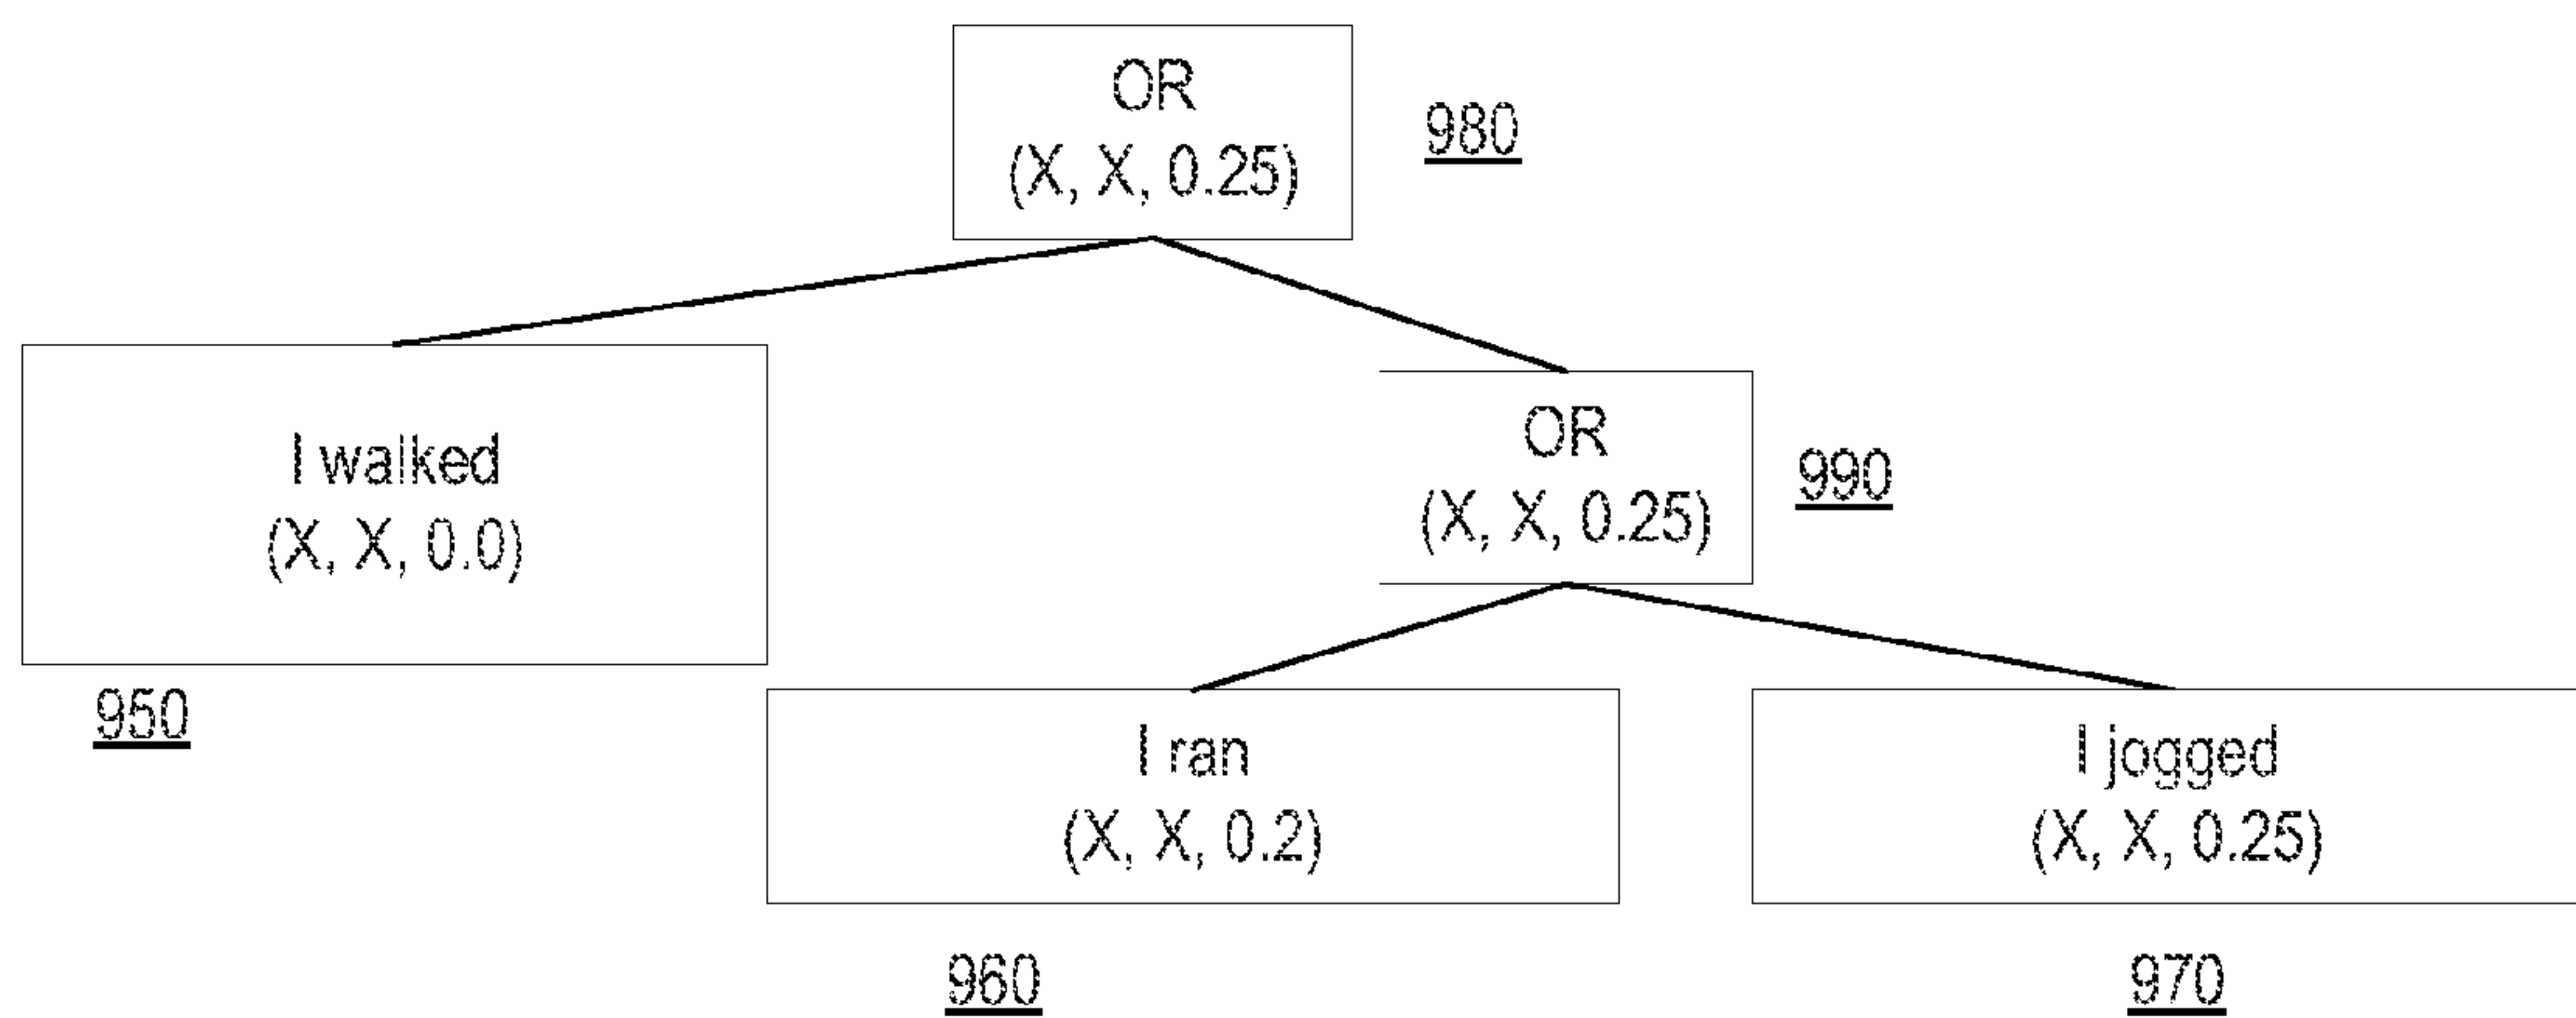 OR
(X, X, 0.25)
980
I walked
(X, X, 0.0)
950
OR
(X, X, 0.25)
990
I ran
(X, X, 0.2)
960
I jogged
(X, X, 0.25)
970